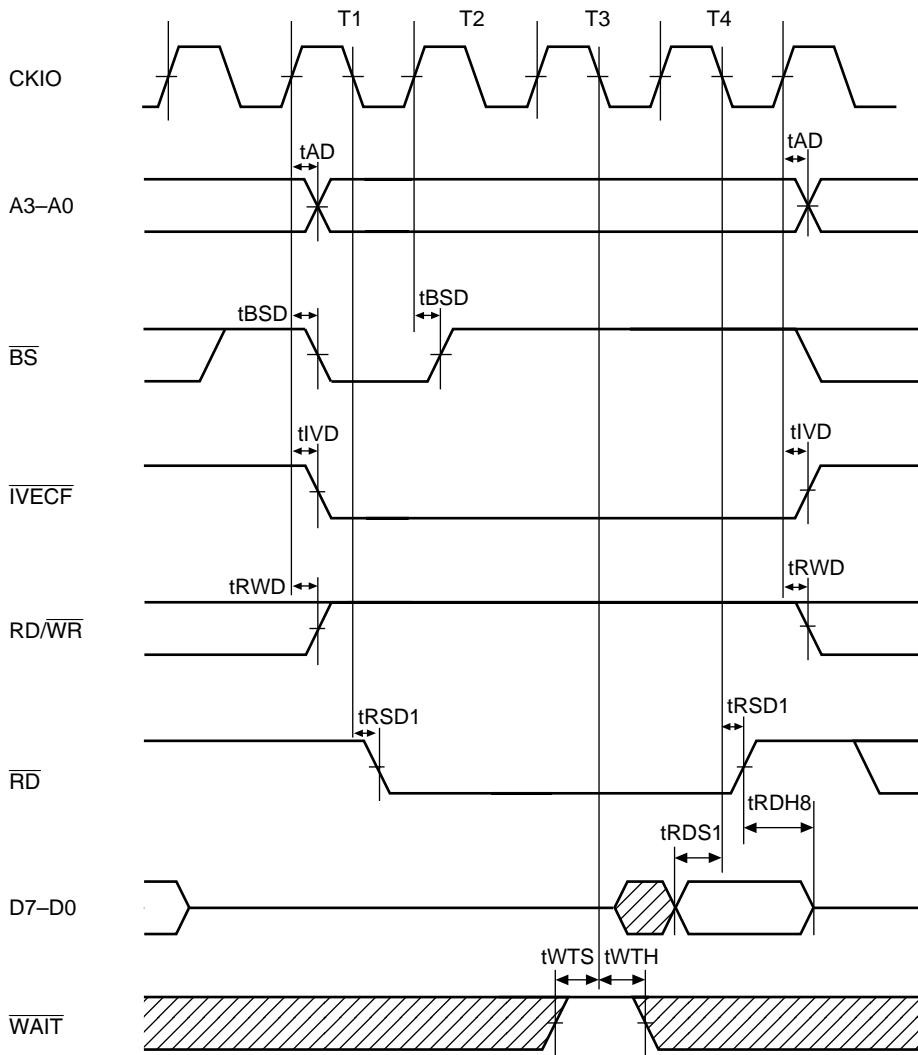 T1 T2 T3 T4
CKIO
tAD tAD
A3–A0
tBSD tBSD
BS
tIVD tIVD
IVECF
tRWD tRWD
RD/WR
tRSD1 tRSD1
RD
tRDH8
tRDS1
D7–D0
tWTS tWTH
WAIT